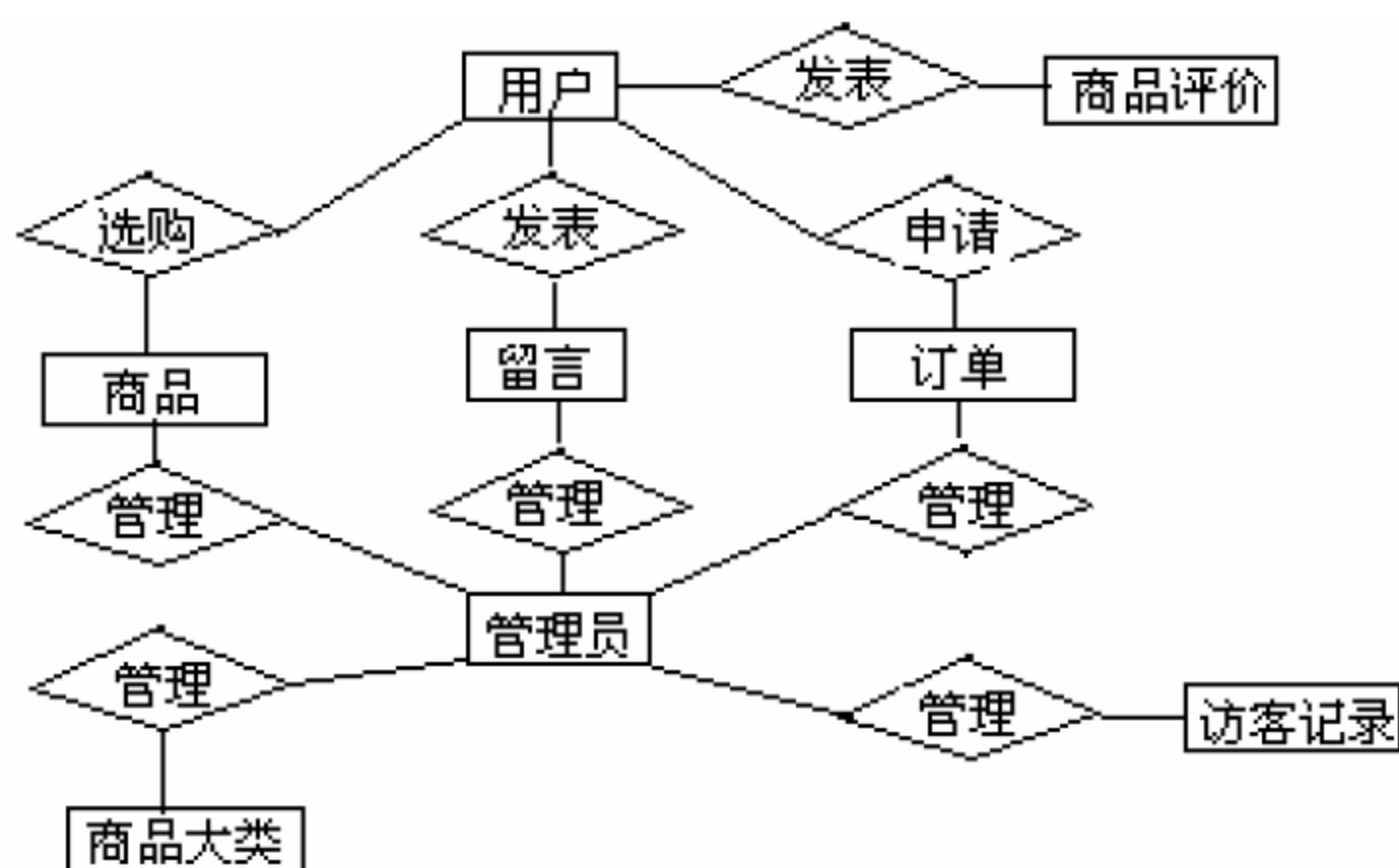 用户
发表
商品评价
选购
发表
申请
商品
留言
订单
管理
管理
管理
管理员
管理
管理
访客记录
商品大类